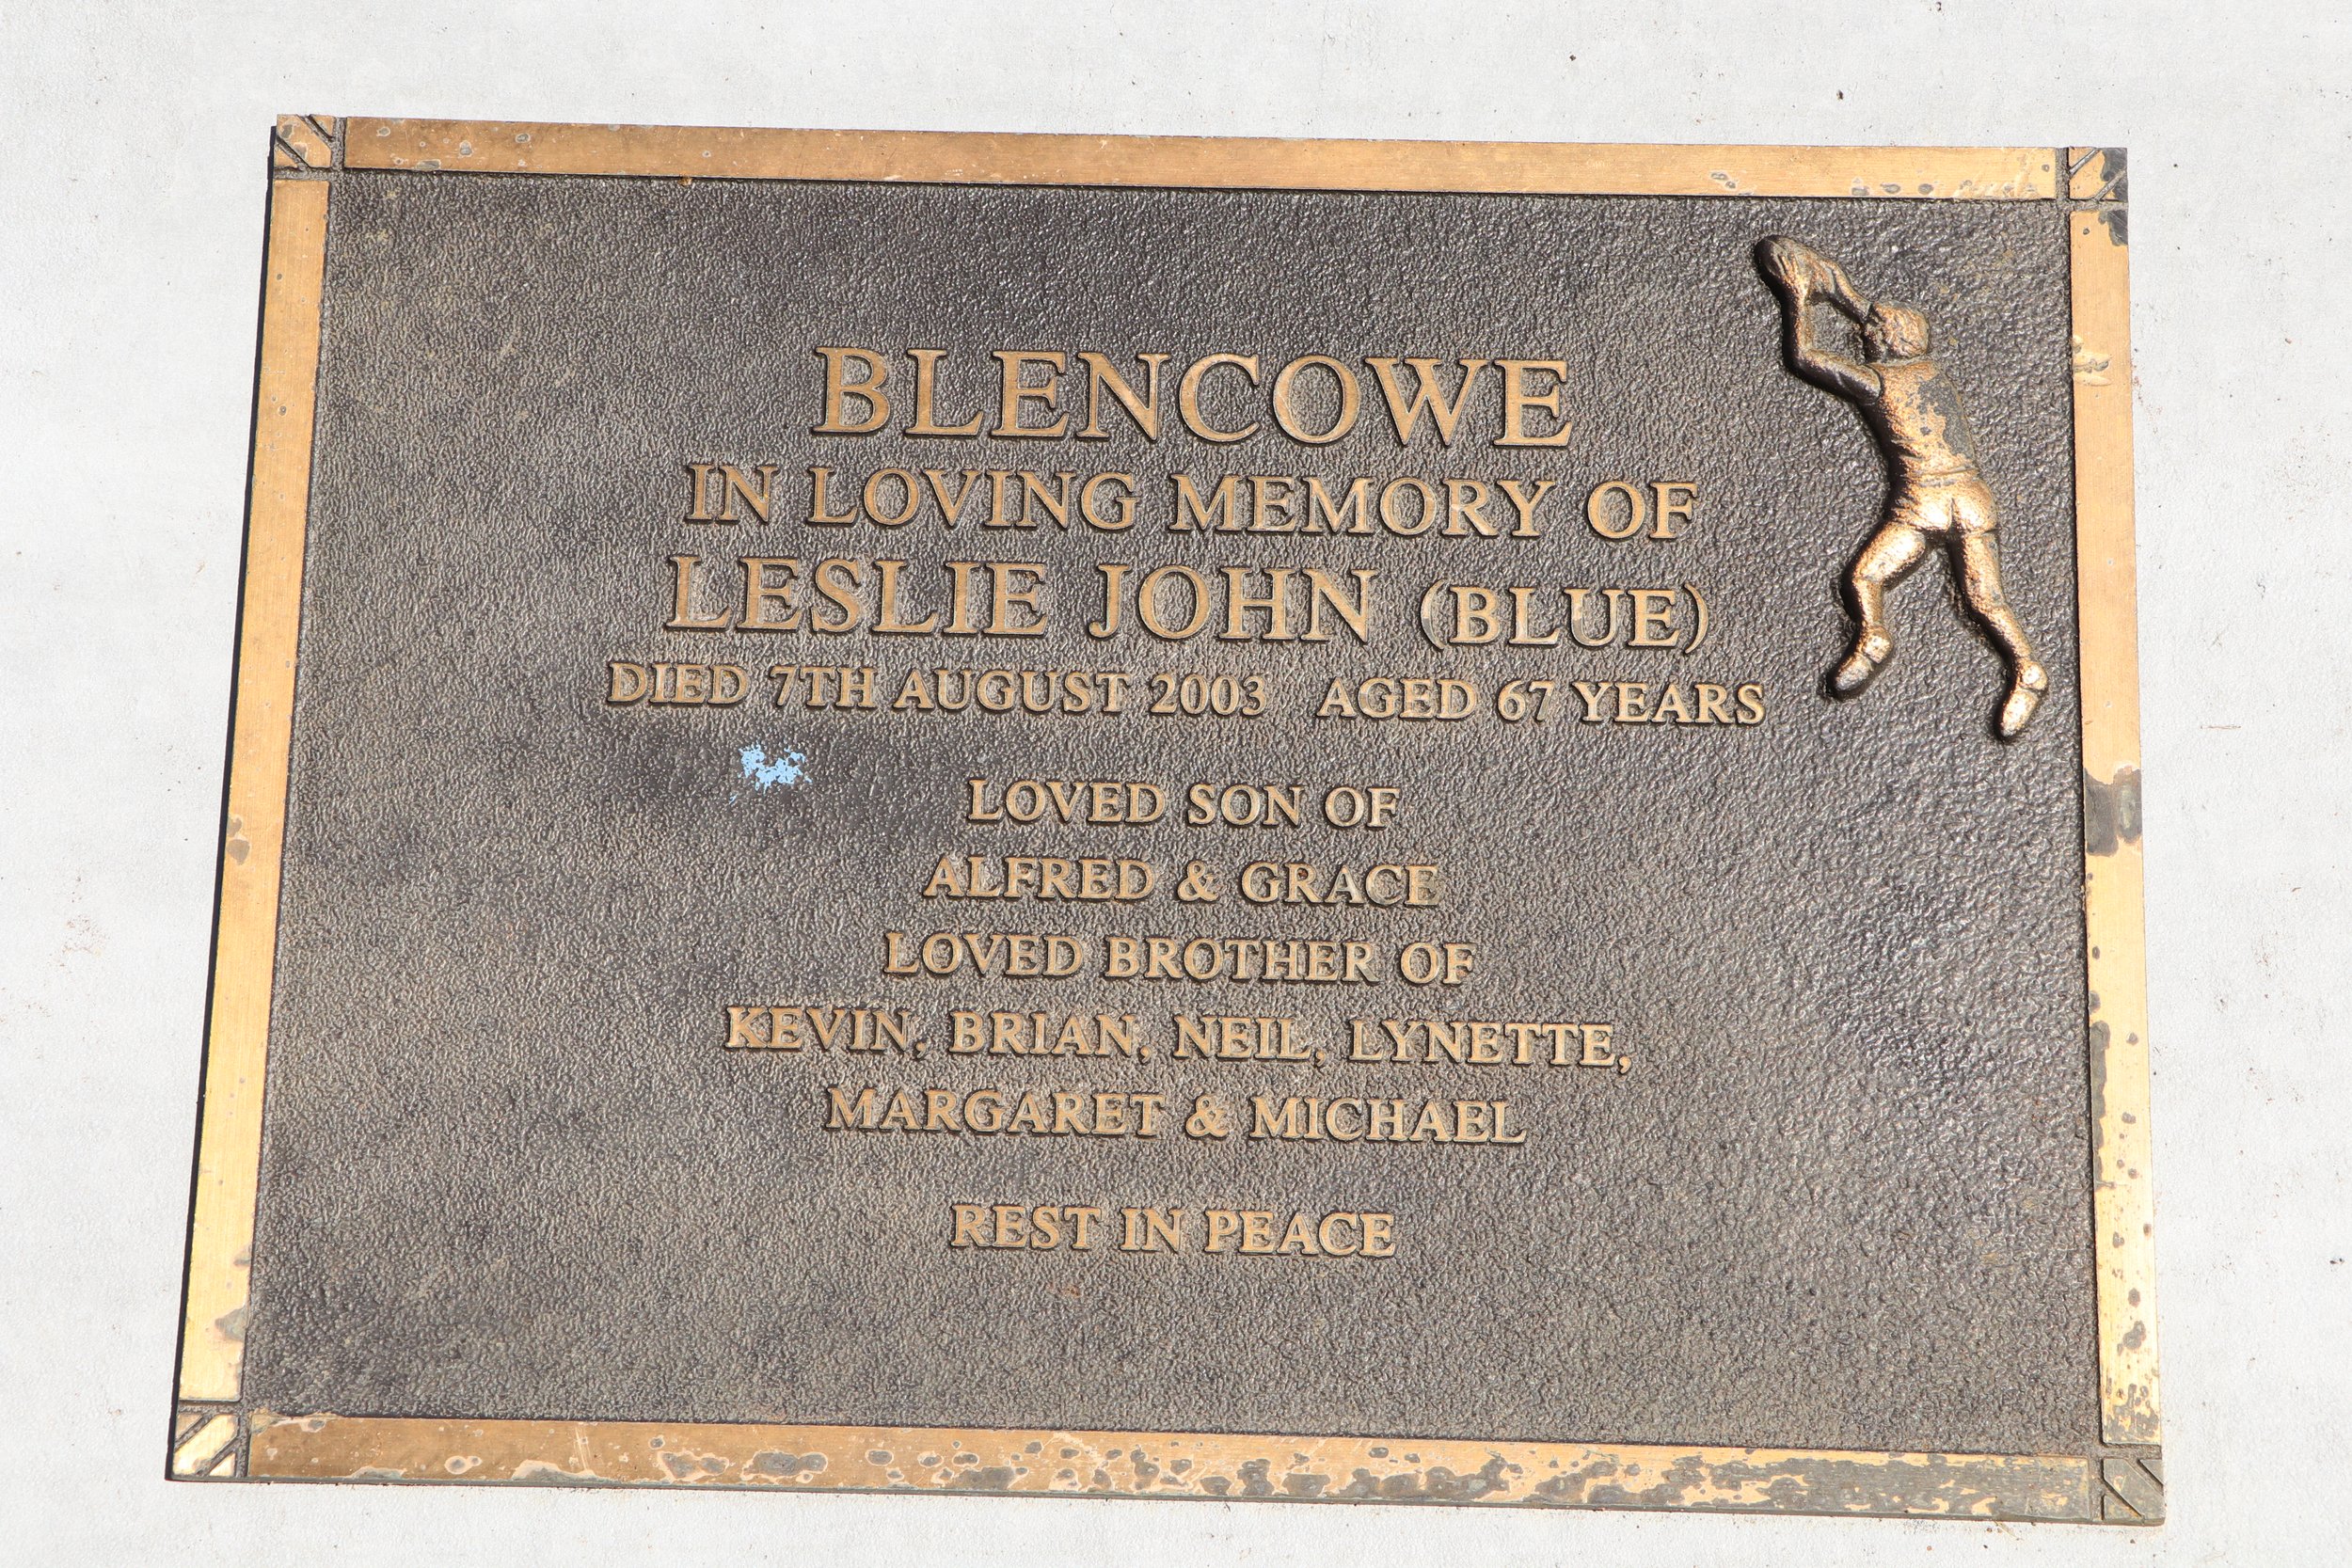 BLENCOWE
IN LOVING MEMORY OF
LESLIE JOHN (BLUE)
DIED 7TH AUGUST 2003 AGED 67 YEARS
LOVED SON OF
ALFRED & GRACE
LOVED BROTHER OF
KEVIN, BRIAN, NEIL, LYNETTE,
MARGARET & MICHAEL
REST IN PEACE